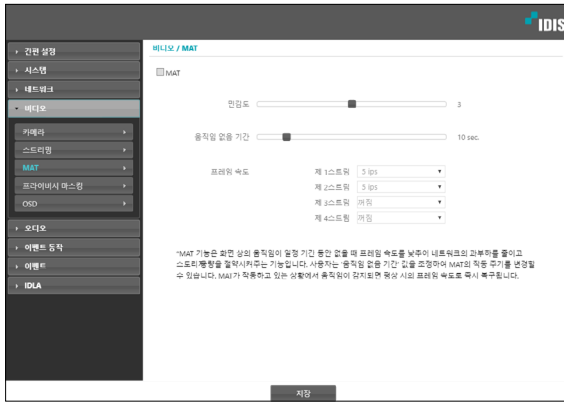 IDIS
간편 설정
시스템
네트워크
비디오
카메라
스트리밍
MAT
프라이버시 마스킹
OSD
오디오
이벤트 동작
이벤트
IDLA
비디오 / MAT
MAT
민감도 3
움직임 없음 기간 10 sec.
프레임 속도 제 1스트림 5 ips
제 2스트림 5 ips
제 3스트림 꺼짐
제 4스트림 꺼짐
*MAT 기능은 화면 상의 움직임이 일정 기간 동안 없을 때 프레임 속도를 낮추어 네트워크의 과부하를 줄이고
스토리지 용량을 절약시켜주는 기능입니다. 사용자는 '움직임 없음 기간' 값을 조정하여 MAT의 작동 주기를 변경할
수 있습니다. MAT가 작동하고 있는 상황에서 움직임이 감지되면 평상 시의 프레임 속도로 즉시 복구됩니다.
저장